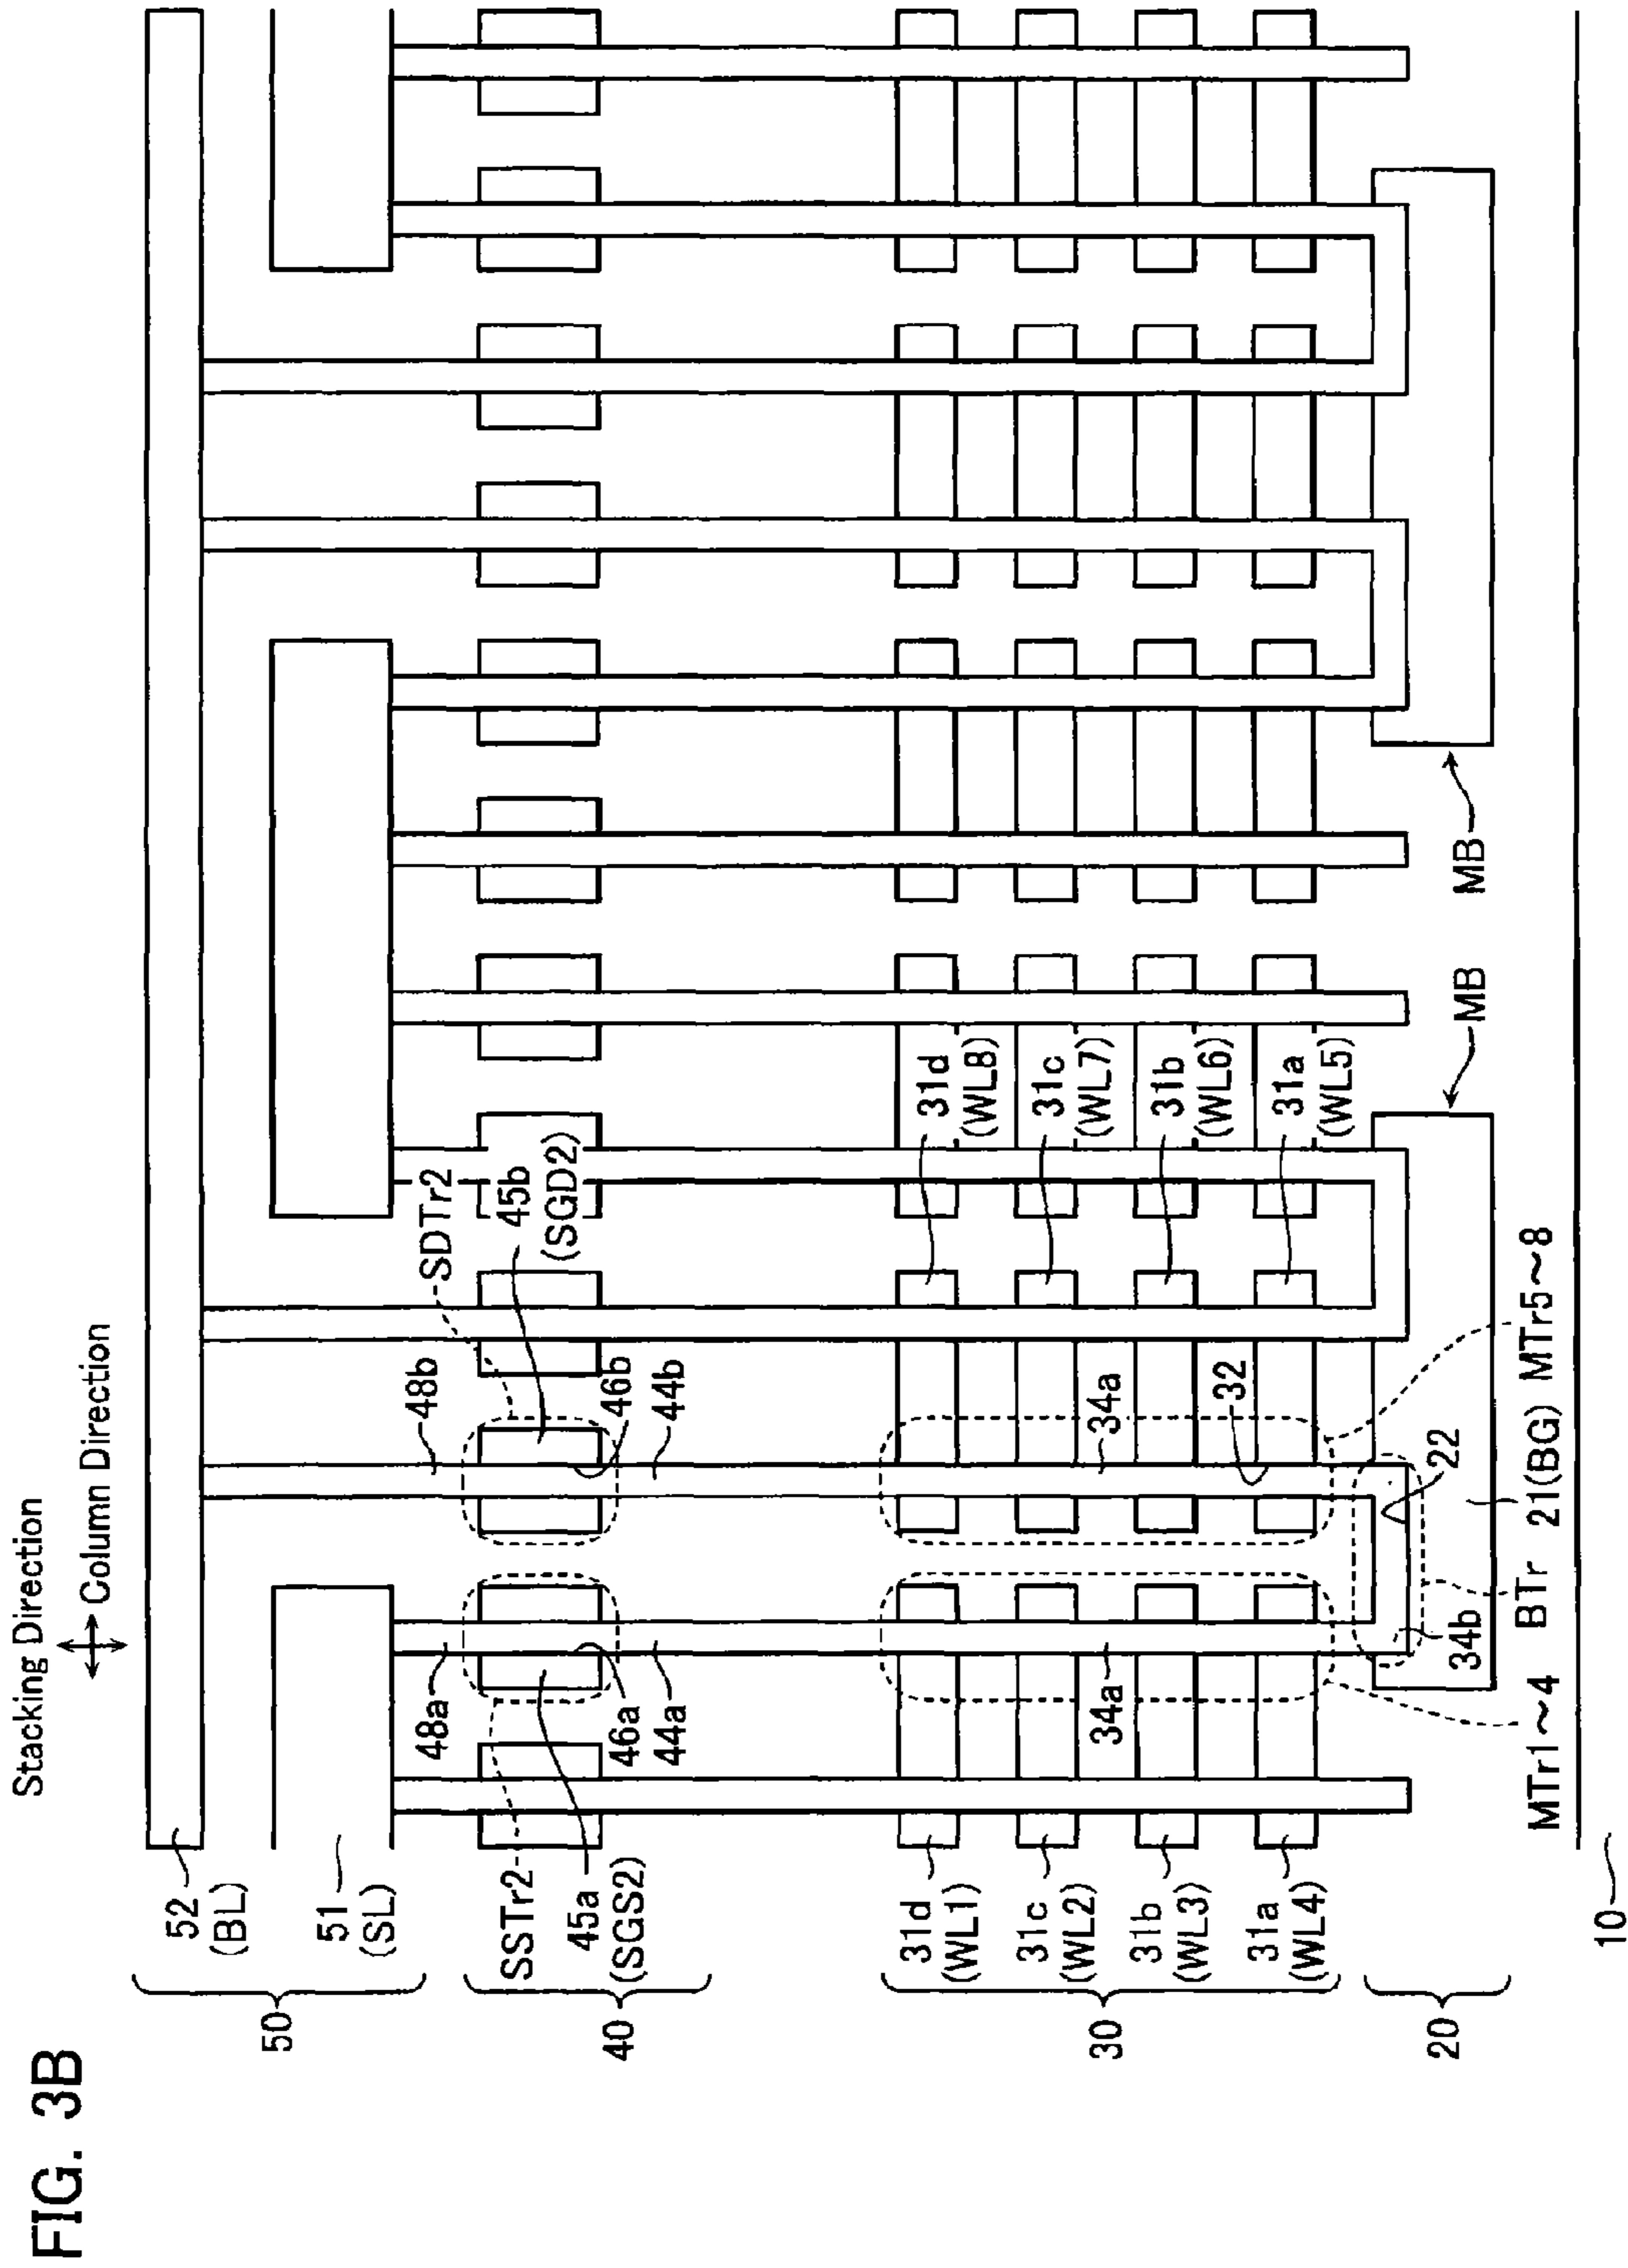 FIG. 3B
Stacking Direction
Column Direction
50
52
(BL)
51
(SL)
40
SSTr2
45a
(SGS2)
48a
46a
44a
48b
46b
44b
SDTr2
45b
(SGD2)
30
31d
(WL1)
31c
(WL2)
31b
(WL3)
31a
(WL4)
34a
34a
32
31d
(WL8)
31c
(WL7)
31b
(WL6)
31a
(WL5)
20
34b
22
MB
MB
MTr1~4
BTr
21(BG)
MTr5~8
10